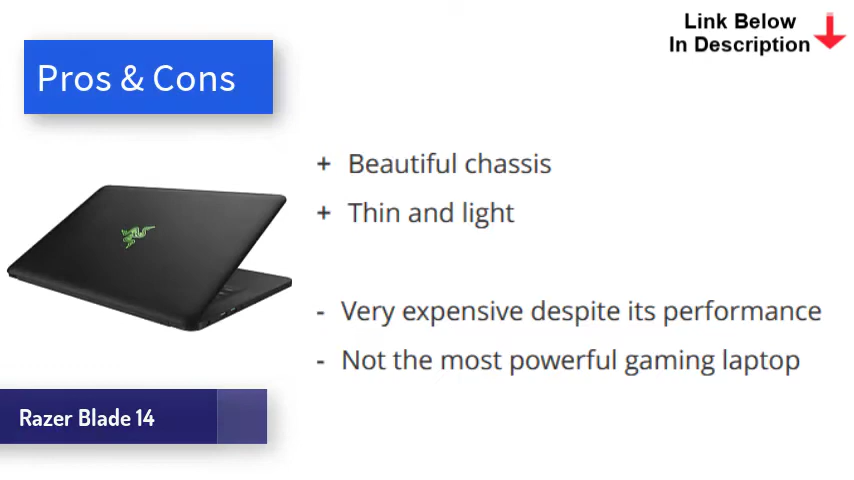 Link Below
In Description
Pros & Cons
+ Beautiful chassis
+ Thin and light
- Very expensive despite its performance
- Not the most powerful gaming laptop
Razer Blade 14